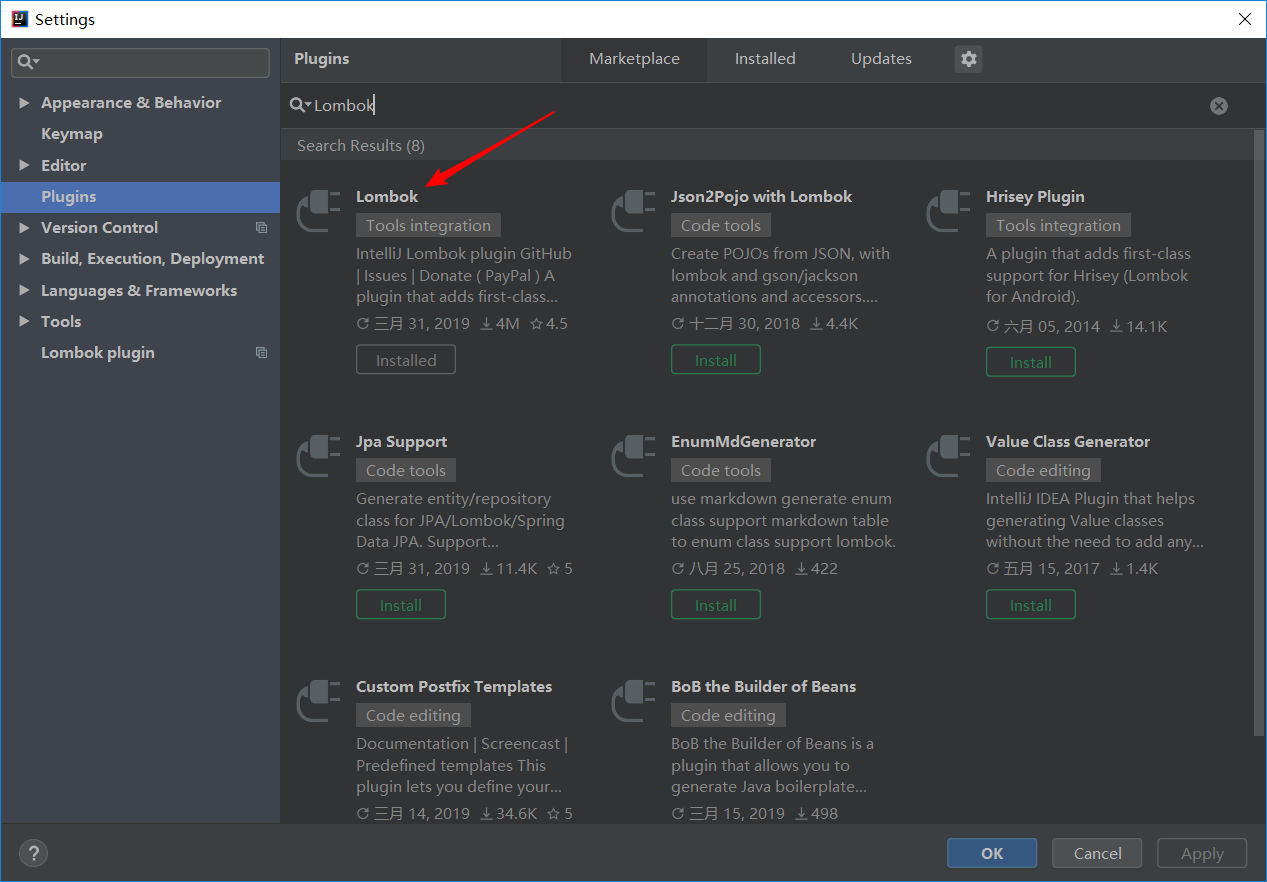 Settings
Appearance & Behavior
Keymap
Editor
Plugins
Version Control
Build, Execution, Deployment
Languages & Frameworks
Tools
Lombok plugin
Plugins
Marketplace
Installed
Updates
Lombok
Search Results (8)
Lombok
Tools integration
IntelliJ Lombok plugin GitHub
| Issues | Donate ( PayPal ) A
plugin that adds first-class...
三月 31, 2019 4M 4.5
Installed
Json2Pojo with Lombok
Code tools
Create POJOs from JSON, with
lombok and gson/jackson
annotations and accessors....
十二月 30, 2018 4.4K
Install
Hrisey Plugin
Tools integration
A plugin that adds first-class
support for Hrisey (Lombok
for Android).
六月 05, 2014 14.1K
Install
Jpa Support
Code tools
Generate entity/repository
class for JPA/Lombok/Spring
Data JPA. Support...
三月 31, 2019 11.4K 5
Install
EnumMdGenerator
Code tools
use markdown generate enum
class support markdown table
to enum class support lombok.
八月 25, 2018 422
Install
Value Class Generator
Code editing
IntelliJ IDEA Plugin that helps
generating Value classes
without the need to add any...
五月 15, 2017 1.4K
Install
Custom Postfix Templates
Code editing
Documentation | Screencast |
Predefined templates This
plugin lets you define your...
三月 14, 2019 34.6K 5
BoB the Builder of Beans
Code editing
BoB the Builder of Beans is a
plugin that allows you to
generate Java boilerplate...
三月 15, 2019 498
?
OK
Cancel
Apply